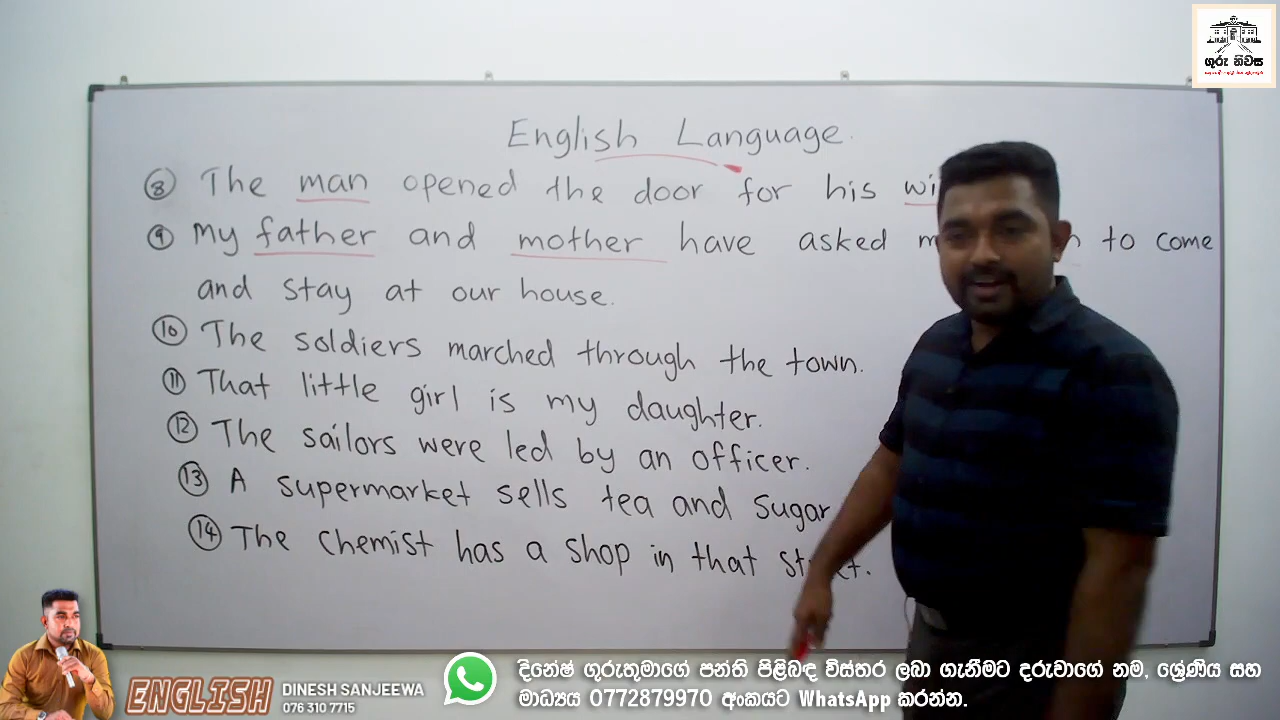 ගුරු නිවස
English Language
⑧ The man opened the door for his
⑨ My father and mother have asked to come
and stay at our house.
⑩ The soldiers marched through the town.
⑪ That little girl is my daughter.
⑫ The sailors were led by an officer.
⑬ A supermarket sells tea and sugar
⑭ The chemist has a shop in that
ENGLISH
DINESH SANJEEWA
076 310 7715
දිනේෂ් ගුරුතුමාගේ පන්ති පිළිබඳ විස්තර ලබා ගැනීමට දරුවාගේ නම, ශ්‍රේණිය සහ
මාධ්‍යය 0772879970 අංකයට WhatsApp කරන්න.